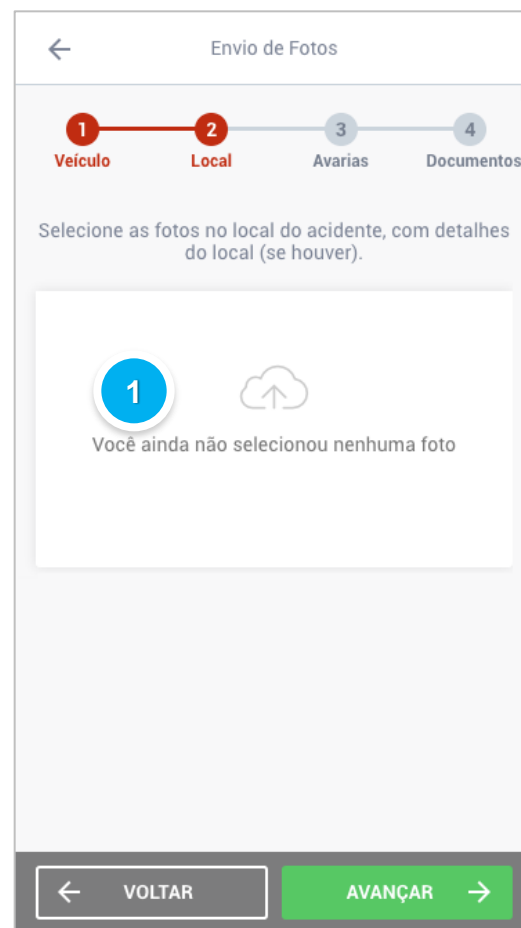 Envio de Fotos
1 2 3 4
Veículo Local Avarias Documentos
Selecione as fotos no local do acidente, com detalhes
do local (se houver).
1
Você ainda não selecionou nenhuma foto
VOLTAR AVANÇAR